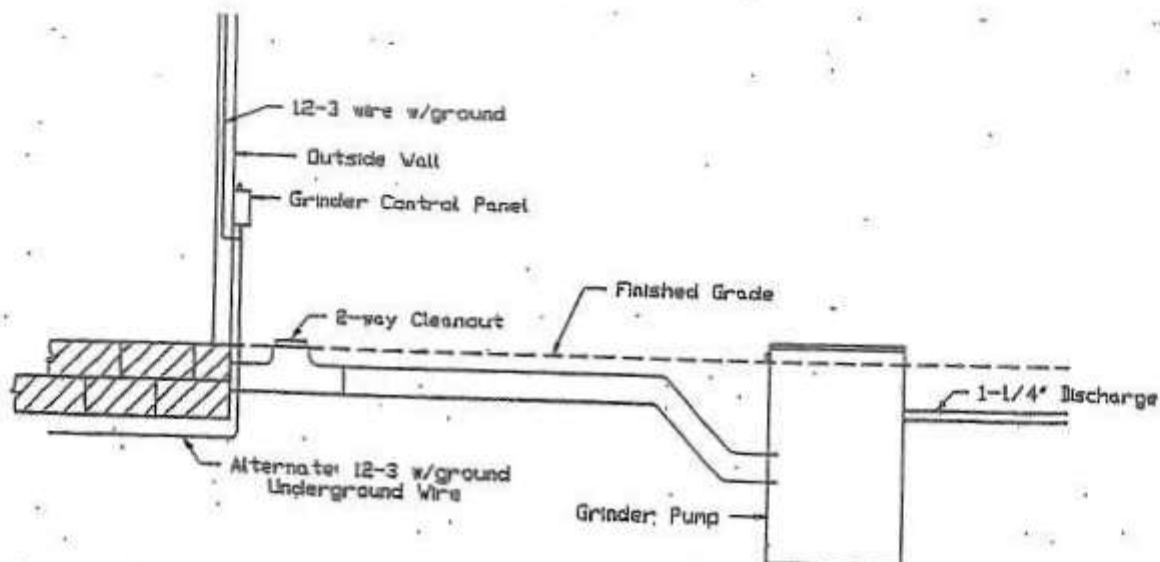 12-3 wire w/ground
Outside Wall
Grinder Control Panel
Finished Grade
2-way Cleanout
1-1/4" Discharge
Alternate: 12-3 w/ground
Underground Wire
Grinder Pump